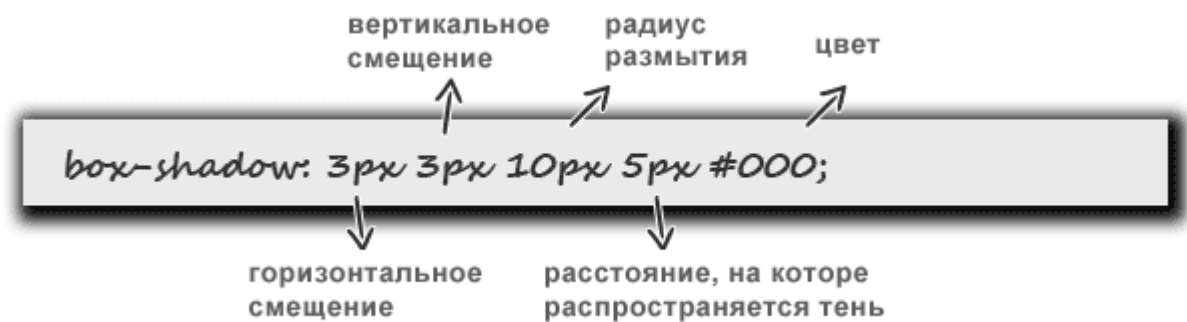 вертикальное
смещение
радиус
размытия
цвет
box-shadow: 3px 3px 10px 5px #000;
горизонтальное
смещение
расстояние, на которе
распространяется тень